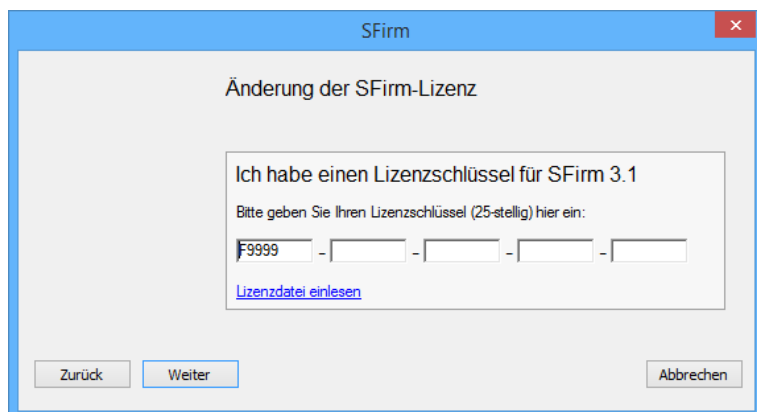 SFirm
Änderung der SFirm-Lizenz
Ich habe einen Lizenzschlüssel für SFirm 3.1
Bitte geben Sie Ihren Lizenzschlüssel (25-stellig) hier ein:
F9999 - - - -
Lizenzdatei einlesen
Zurück Weiter Abbrechen